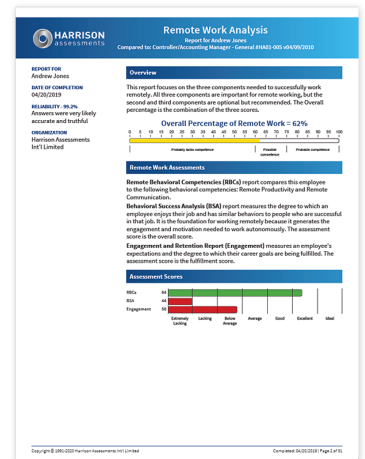 HARRISON
assessments
Remote Work Analysis
Report for Andrew Jones
Compared to: Controller/Accounting Manager - General #HA01-005 v04/09/2010
REPORT FOR
Andrew Jones
DATE OF COMPLETION
04/20/2019
RELIABILITY - 99.2%
Answers were very likely
accurate and truthful
ORGANIZATION
Harrison Assessments
Int'l Limited
Overview
This report focuses on the three components needed to successfully work
remotely. All three components are important for remote working, but the
second and third components are optional but recommended. The Overall
percentage is the combination of the three scores.
Overall Percentage of Remote Work = 62%
0 5 10 15 20 25 30 35 40 45 50 55 60 65 70 75 80 85 90 95 100
Probably lacks competence
Possible
competence
Probable competence
Remote Work Assessments
Remote Behavioral Competencies (RBCs) report compares this employee
to the following behavioral competencies: Remote Productivity and Remote
Communication.
Behavioral Success Analysis (BSA) report measures the degree to which an
employee enjoys their job and has similar behaviors to people who are successful
in that job. It is the foundation for working remotely because it generates the
engagement and motivation needed to work autonomously. The assessment
score is the overall score.
Engagement and Retention Report (Engagement) measures an employee's
expectations and the degree to which their career goals are being fulfilled. The
assessment score is the fulfillment score.
Assessment Scores
RBCs 84
BSA 44
Engagement 58
Extremely
Lacking
Lacking
Below
Average
Average
Good
Excellent
Ideal
Copyright © 1991-2020 Harrison Assessments Int'l Limited
Completed: 04/20/2019 | Page 2 of 31